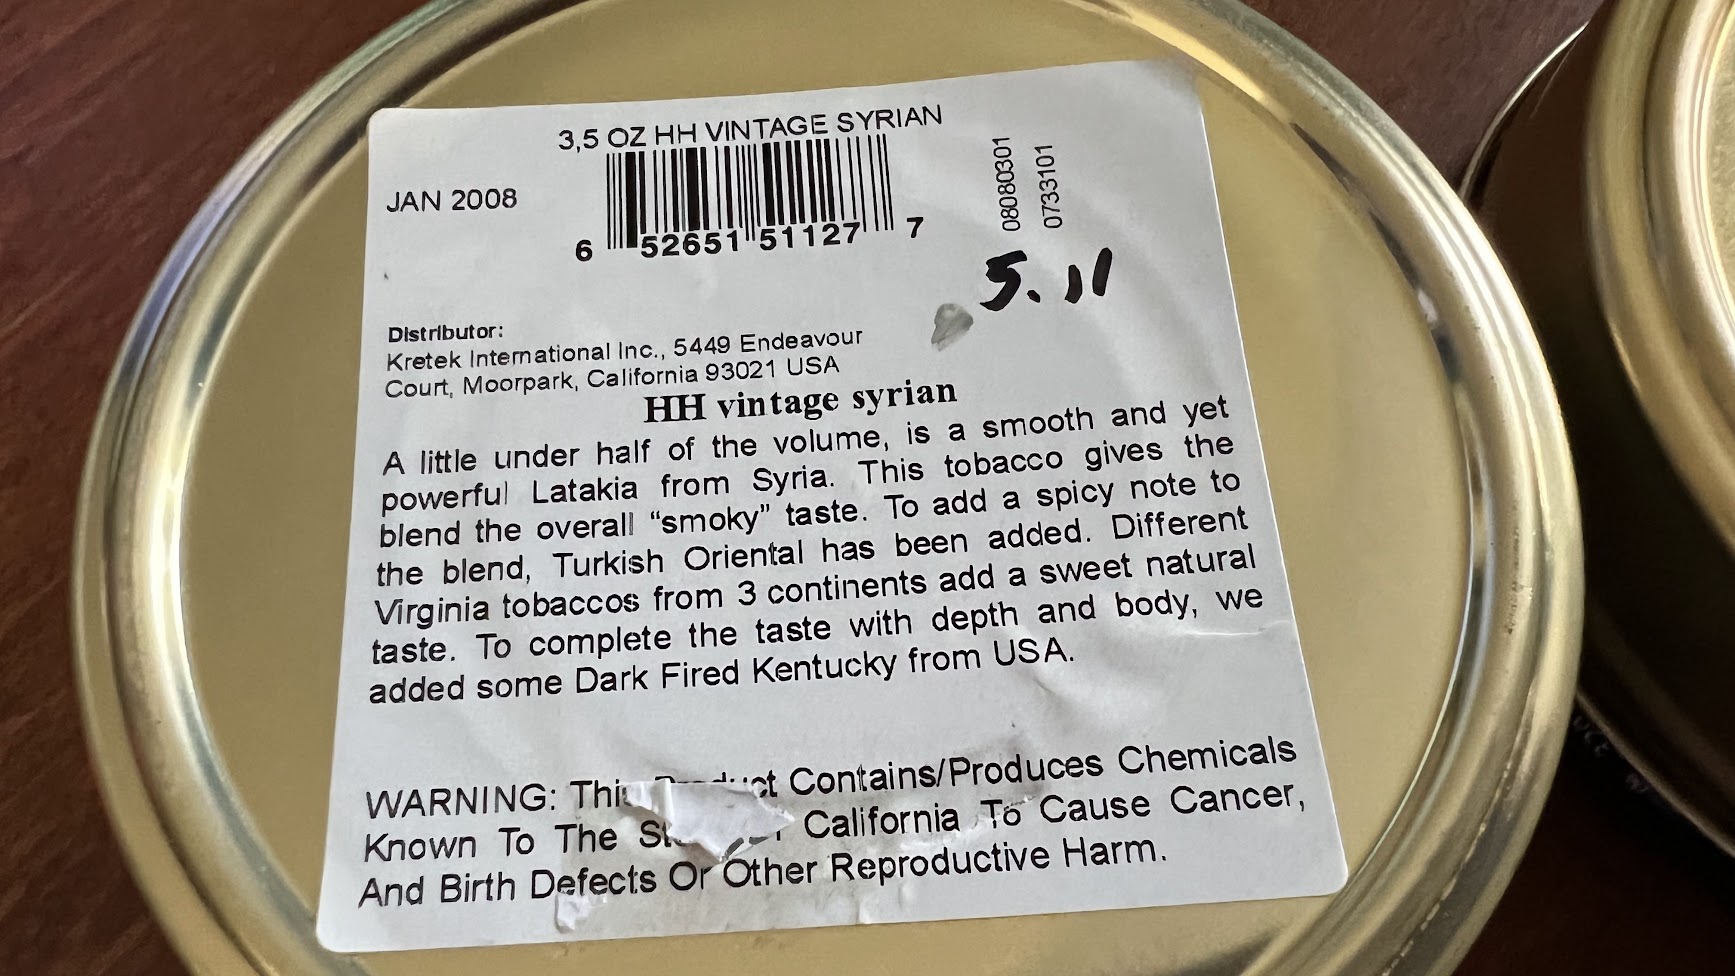 3,5 OZ HH VINTAGE SYRIAN
JAN 2008
6 52651 51127 7
08080301
0733101
5.11
Distributor:
Kretek International Inc., 5449 Endeavour
Court, Moorpark, California 93021 USA
HH vintage syrian
A little under half of the volume, is a smooth and yet
powerful Latakia from Syria. This tobacco gives the
blend the overall “smoky” taste. To add a spicy note to
the blend, Turkish Oriental has been added. Different
Virginia tobaccos from 3 continents add a sweet natural
taste. To complete the taste with depth and body, we
added some Dark Fired Kentucky from USA.
WARNING: This Product Contains/Produces Chemicals
Known To The California To Cause Cancer,
And Birth Defects Or Other Reproductive Harm.